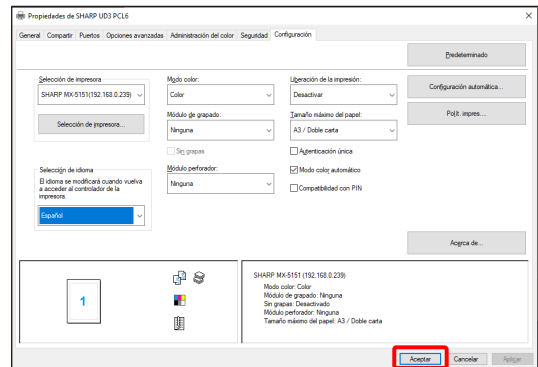 Propiedades de SHARP UD3 PCL6
General Compartir Puertos Opciones avanzadas Administración del color Seguridad Configuración
Predeterminado
Selección de impresora
SHARP MX-5151(192.168.0.239)
Selección de impresora...
Modo color:
Color
Liberación de la impresión:
Desactivar
Configuración automática...
Módulo de grapado:
Ninguna
Tamaño máximo del papel:
A3 / Doble carta
Polít. impres....
Sin grapas
Autenticación única
Selección de idioma
El idioma se modificará cuando vuelva
a acceder al controlador de la
impresora.
Español
Módulo perforador:
Ninguna
Modo color automático
Compatibilidad con PIN
Acerca de...
1
SHARP MX-5151 (192.168.0.239)
Modo color: Color
Módulo de grapado: Ninguna
Sin grapas: Desactivado
Módulo perforador: Ninguna
Tamaño máximo del papel: A3 / Doble carta
Aceptar Cancelar Aplicar